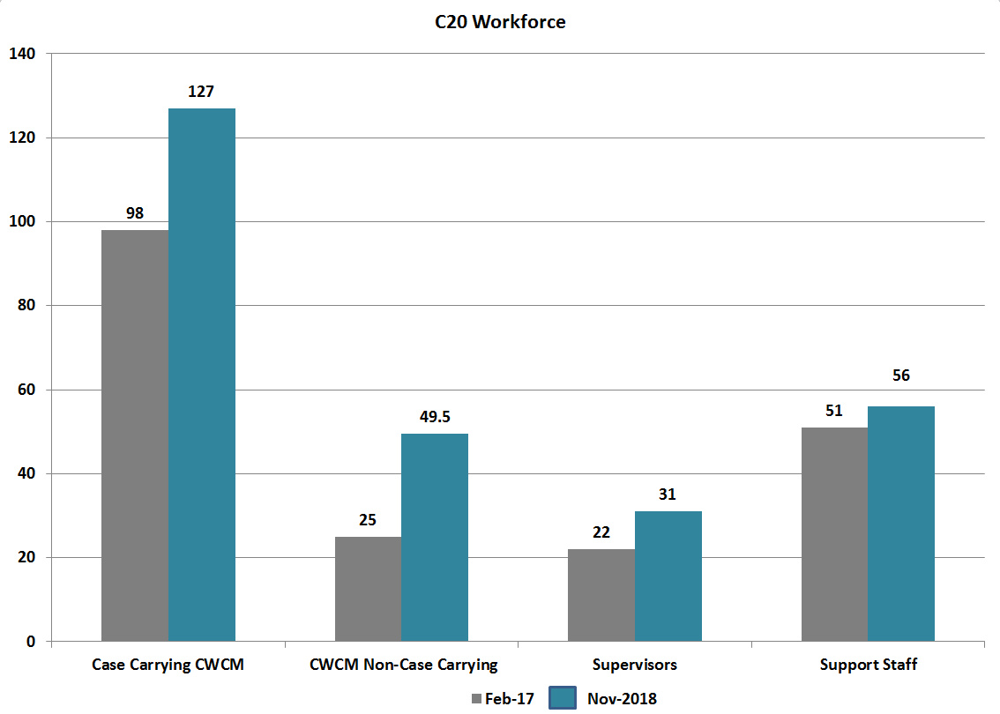 C20 Workforce
140
120
100
80
60
40
20
0
127
98
49.5
25
31
22
56
51
Case Carrying CWCM
CWCM Non-Case Carrying
Supervisors
Support Staff
Feb-17 Nov-2018